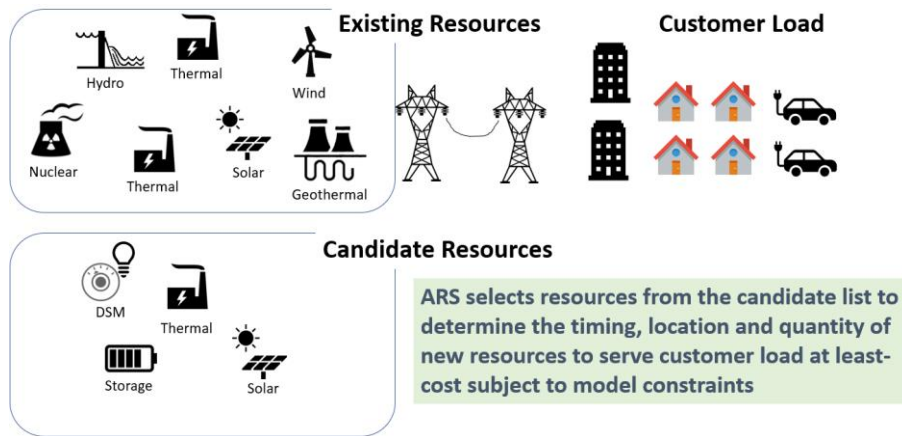 Existing Resources
Customer Load
Hydro
Thermal
Wind
Nuclear
Thermal
Solar
Geothermal
Candidate Resources
DSM
Thermal
Storage
Solar
ARS selects resources from the candidate list to
determine the timing, location and quantity of
new resources to serve customer load at least-
cost subject to model constraints